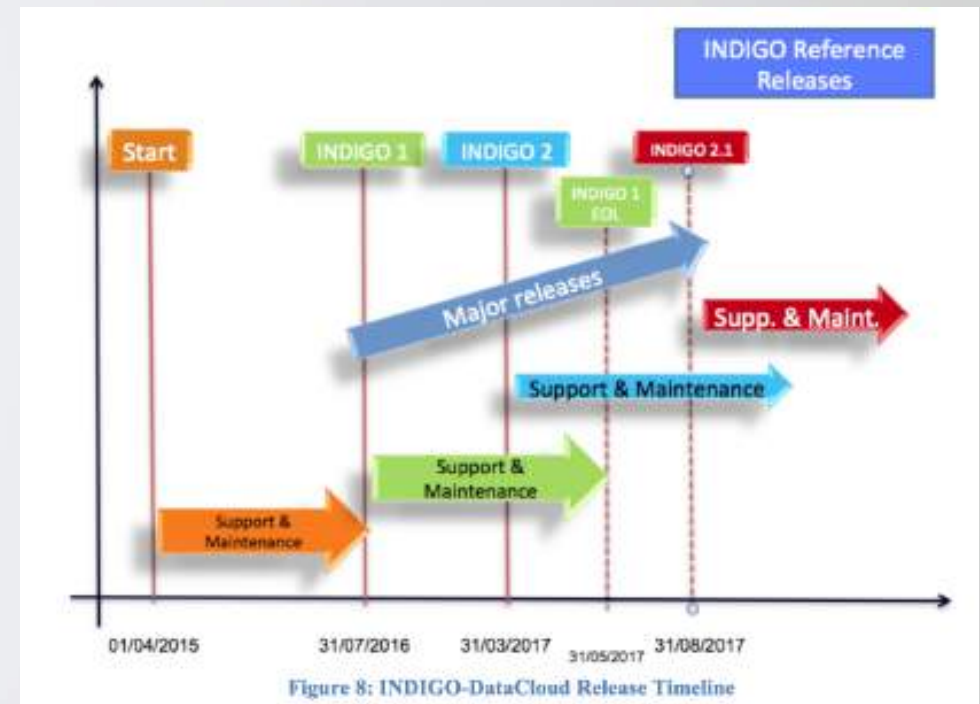 INDIGO Reference
Releases
Start
INDIGO 1
INDIGO 2
INDIGO 2.1
INDIGO 1
EOL
Major releases
Supp. & Maint.
Support & Maintenance
Support &
Maintenance
Support &
Maintenance
01/04/2015
31/07/2016
31/03/2017
31/05/2017
31/08/2017
Figure 8: INDIGO-DataCloud Release Timeline